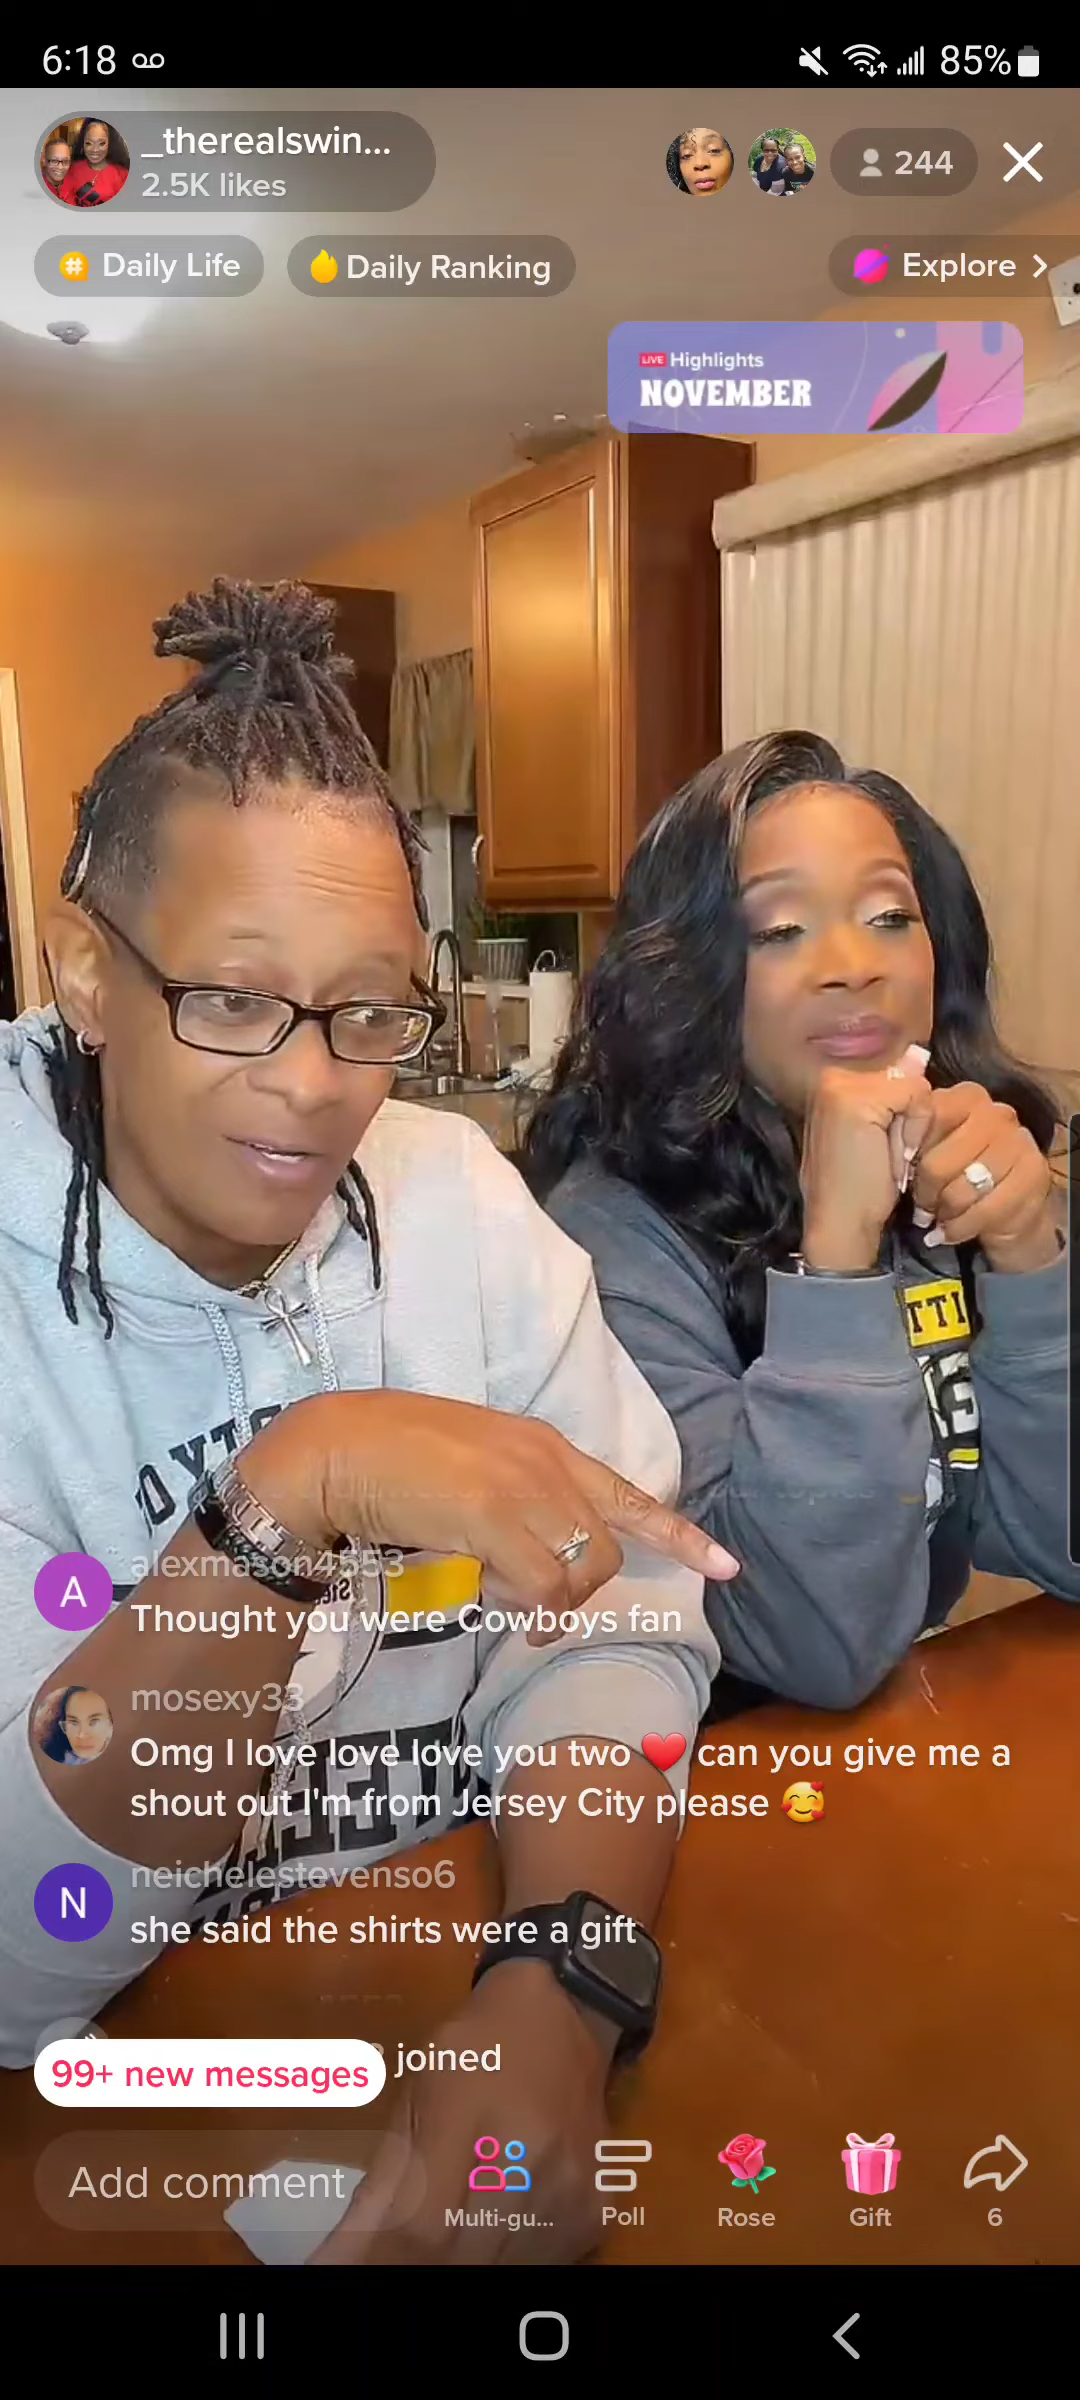 6:18
85%
_therealswin...
2.5K likes
244
Daily Life
Daily Ranking
Explore >
LIVE Highlights
NOVEMBER
TTI
alexmason4553
Thought you were Cowboys fan
mosexy33
Omg I love love love you two ❤️ can you give me a
shout out I'm from Jersey City please 🥰
neichelestevenso6
she said the shirts were a gift
joined
99+ new messages
Add comment
Multi-gu...
Poll
Rose
Gift
6